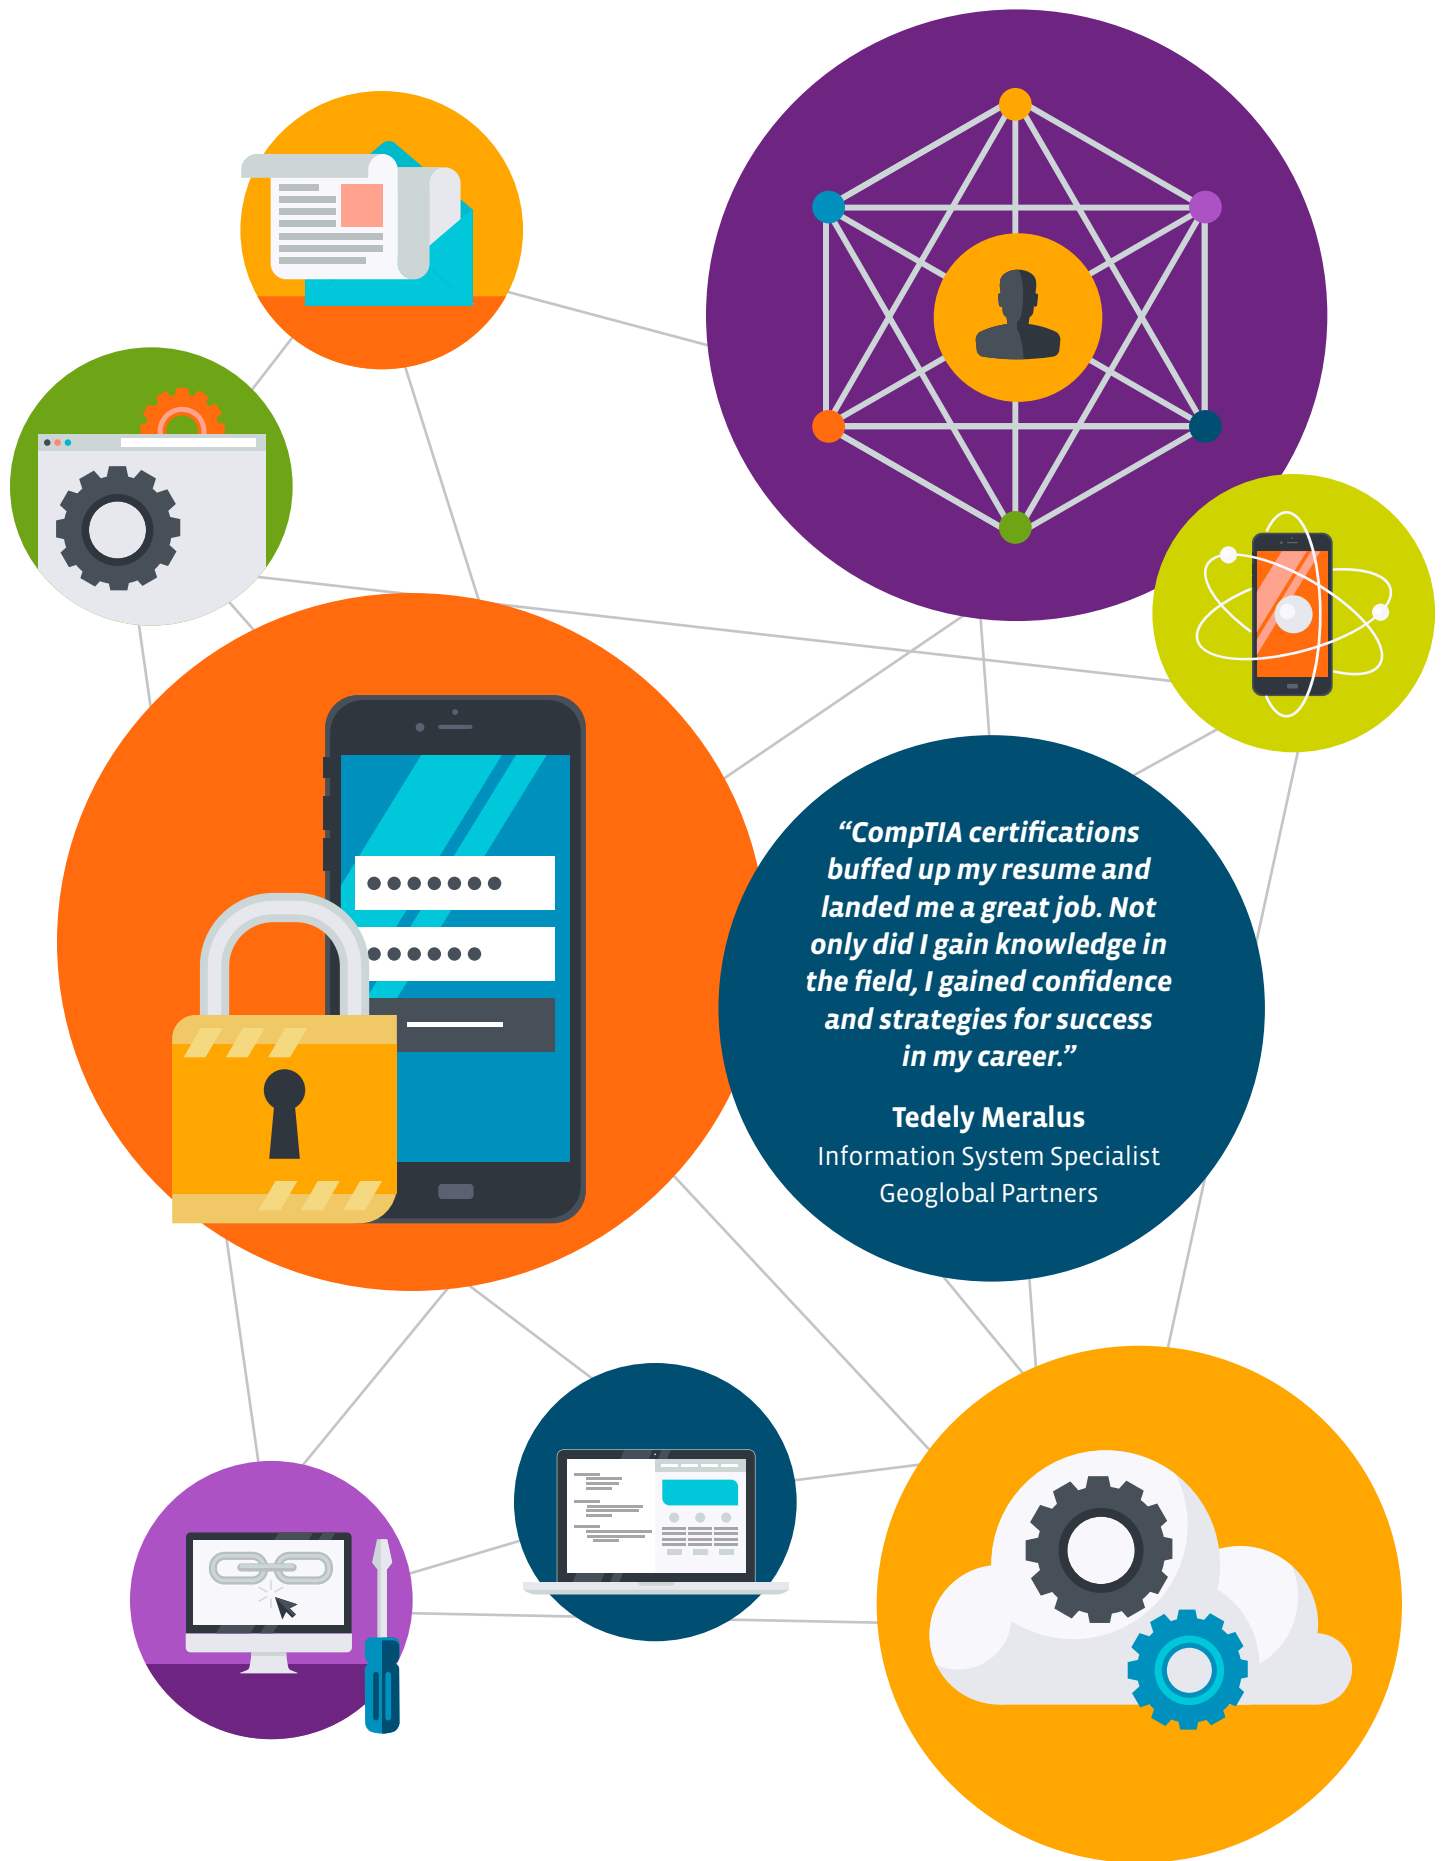 “CompTIA certifications
buffed up my resume and
landed me a great job. Not
only did I gain knowledge in
the field, I gained confidence
and strategies for success
in my career.”
Tedely Meralus
Information System Specialist
Geoglobal Partners